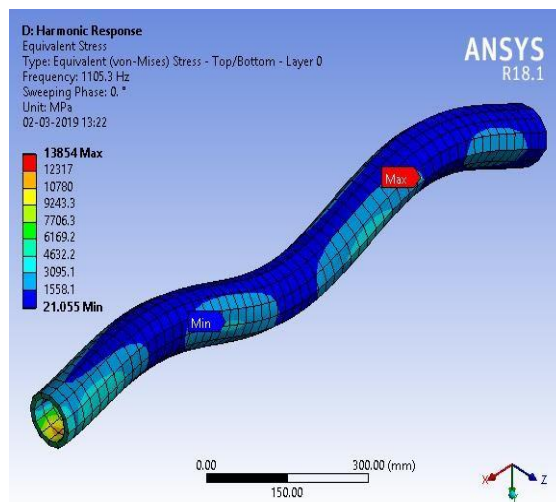 D: Harmonic Response
Equivalent Stress
Type: Equivalent (von-Mises) Stress - Top/Bottom - Layer 0
Frequency: 1105.3 Hz
Sweeping Phase: 0. °
Unit: MPa
02-03-2019 13:22
ANSYS
R18.1
13854 Max
12317
10780
9243.3
7706.3
6169.2
4632.2
3095.1
1558.1
21.055 Min
Max
Min
0.00 300.00 (mm)
150.00
X Z